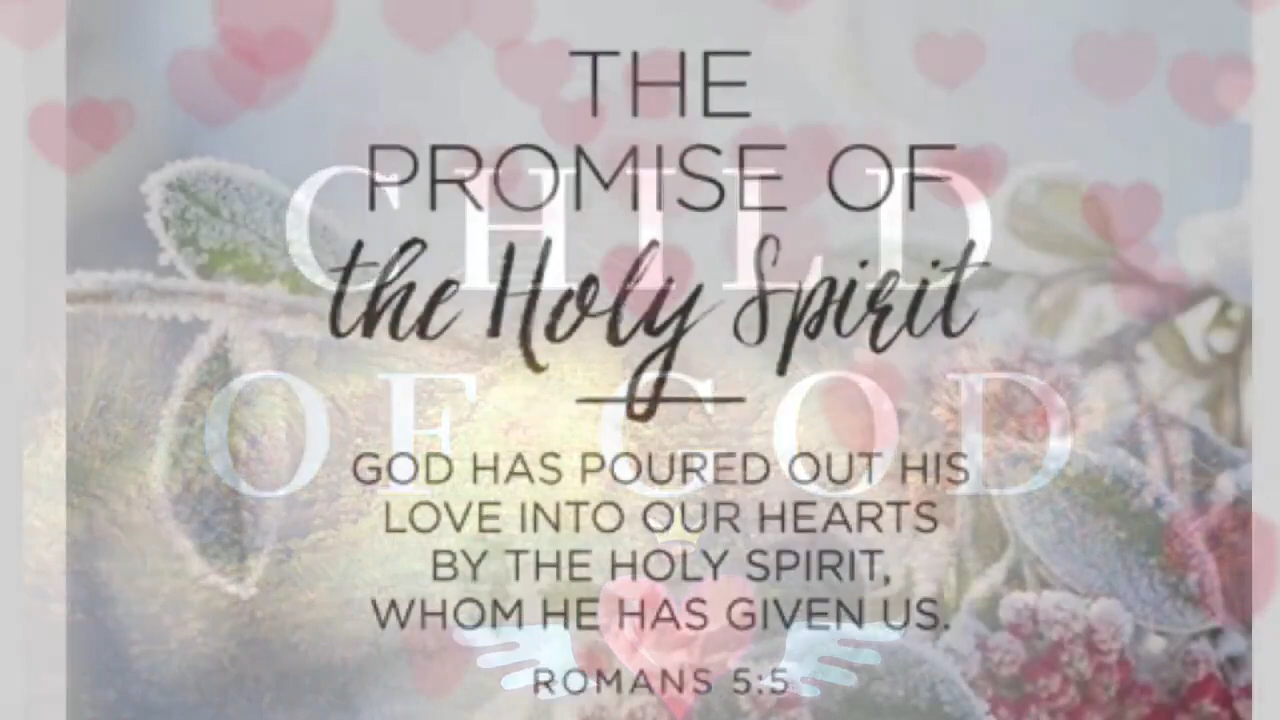 THE
PROMISE OF
the Holy Spirit
GOD HAS POURED OUT HIS
LOVE INTO OUR HEARTS
BY THE HOLY SPIRIT,
WHOM HE HAS GIVEN US.
ROMANS 5:5
CHILD
OF GOD